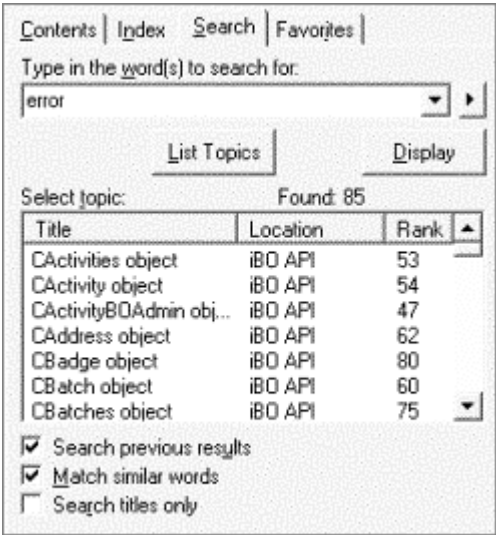 Contents Index Search Favorites
Type in the word(s) to search for:
error
List Topics Display
Select topic: Found: 85
Title Location Rank
CActivities object iBO API 53
CActivity object iBO API 54
CActivityBOAdmin obj... iBO API 47
CAddress object iBO API 62
CBadge object iBO API 80
CBatch object iBO API 60
CBatches object iBO API 75
Search previous results
Match similar words
Search titles only